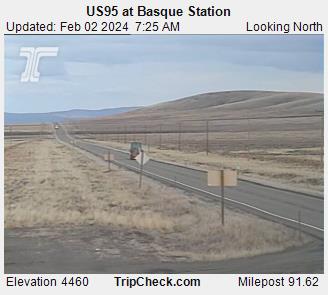 US95 at Basque Station
Updated: Feb 02 2024 7:25 AM Looking North
Elevation 4460 TripCheck.com Milepost 91.62